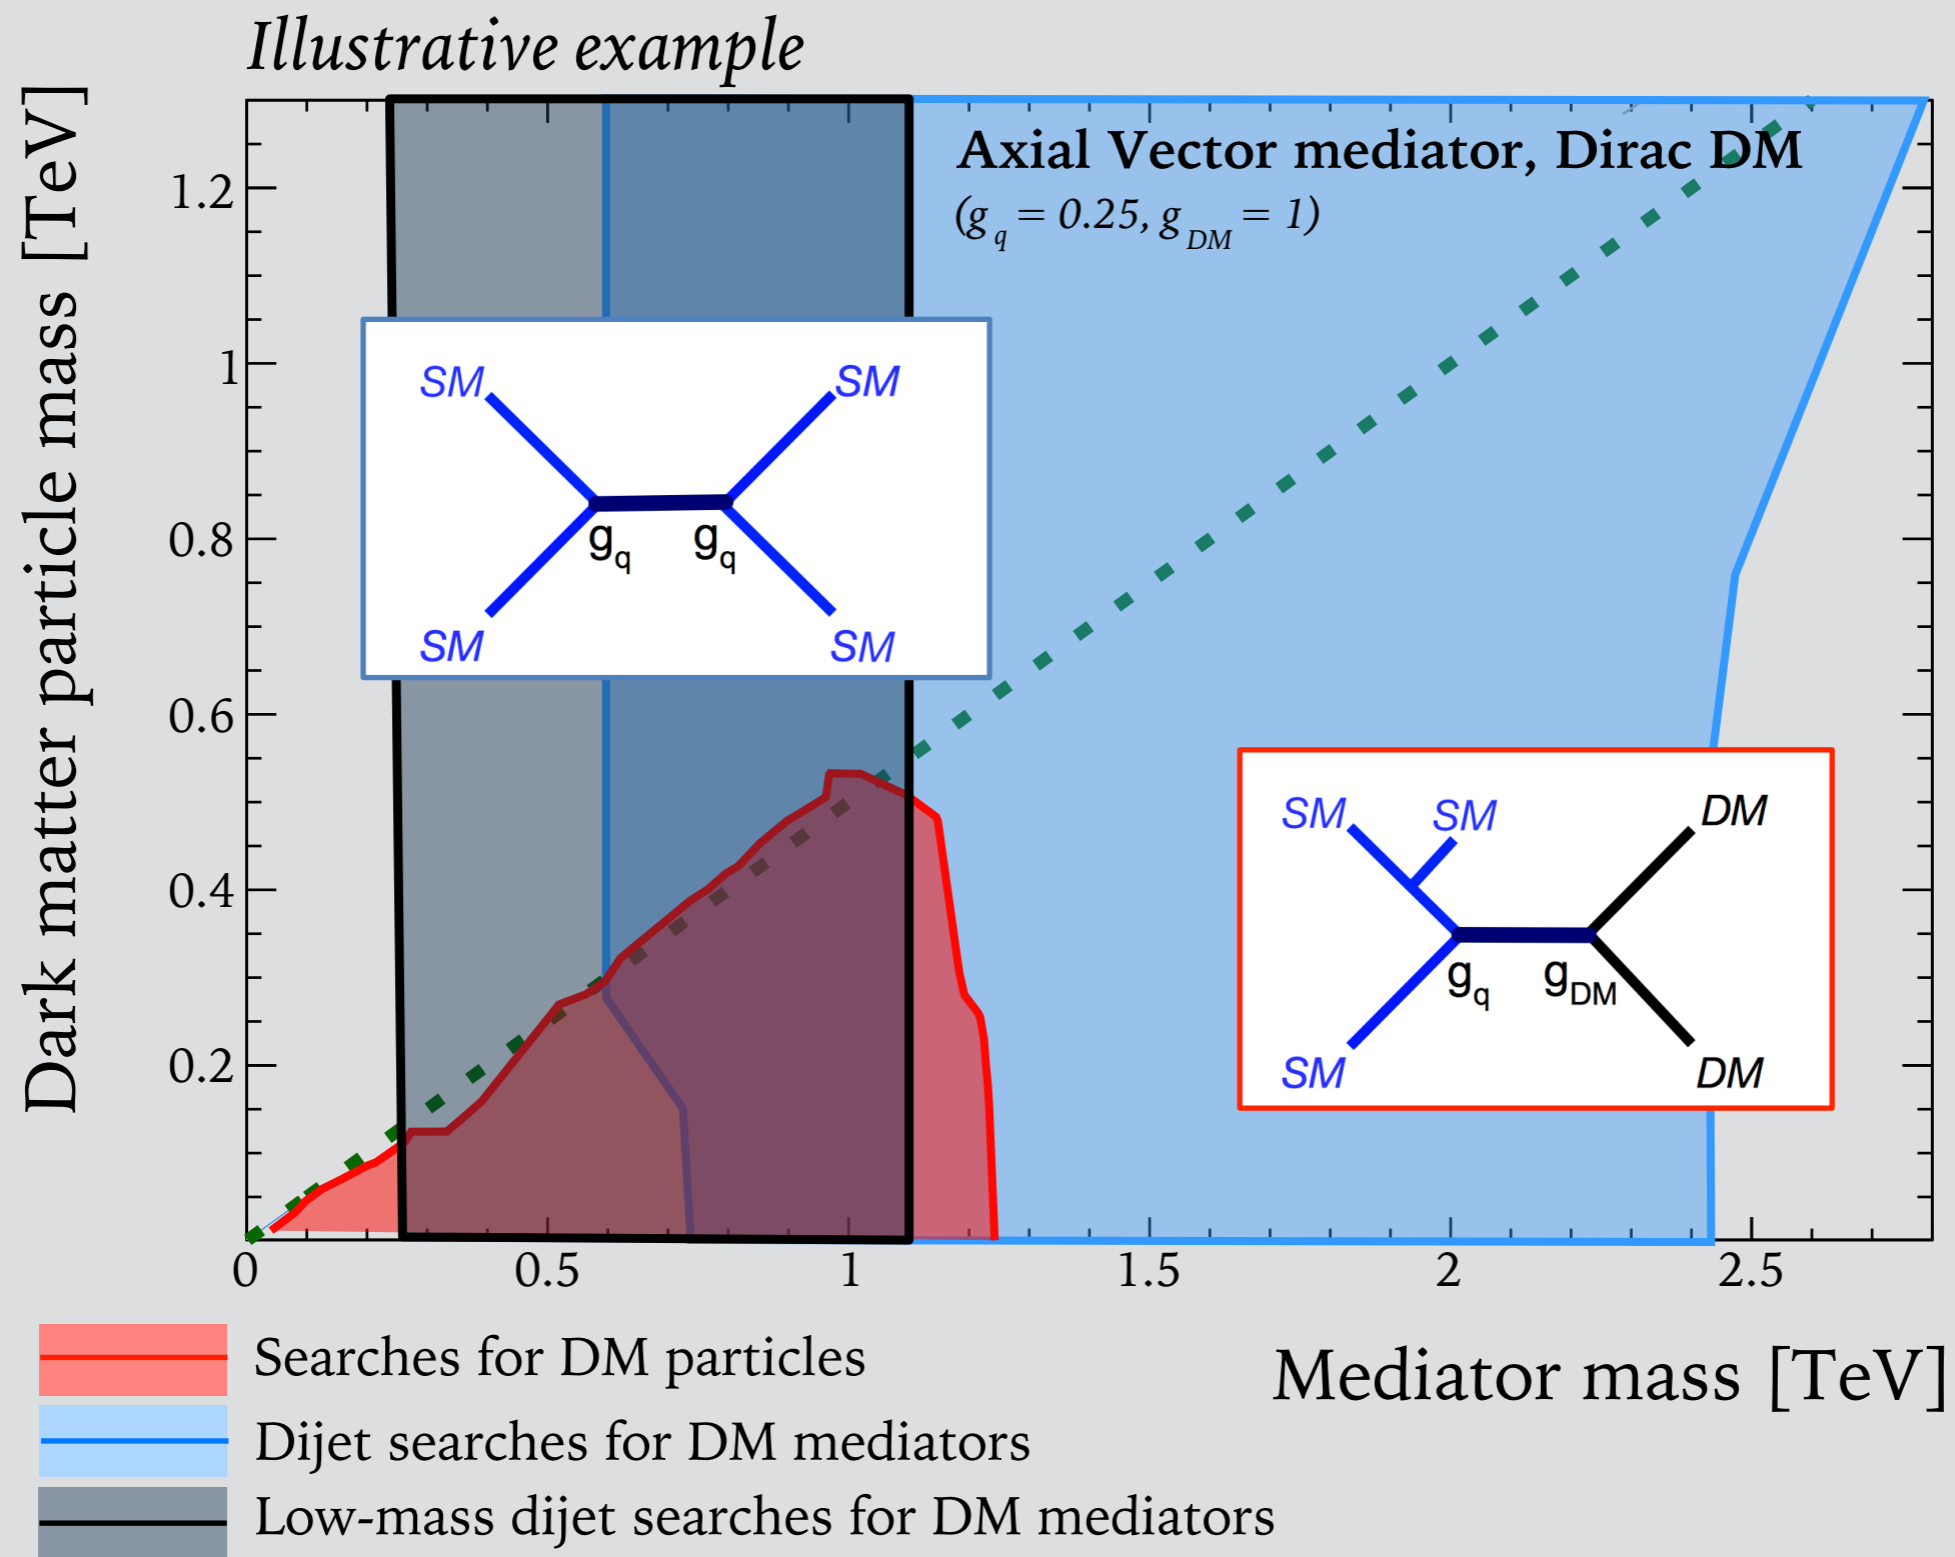 Illustrative example
Dark matter particle mass [TeV]
1.2
1
0.8
0.6
0.4
0.2
Axial Vector mediator, Dirac DM
(g_q = 0.25, g_DM = 1)
SM SM
g_q g_q
SM SM
SM SM DM
g_q g_DM
SM DM
0 0.5 1 1.5 2 2.5
Mediator mass [TeV]
Searches for DM particles
Dijet searches for DM mediators
Low-mass dijet searches for DM mediators